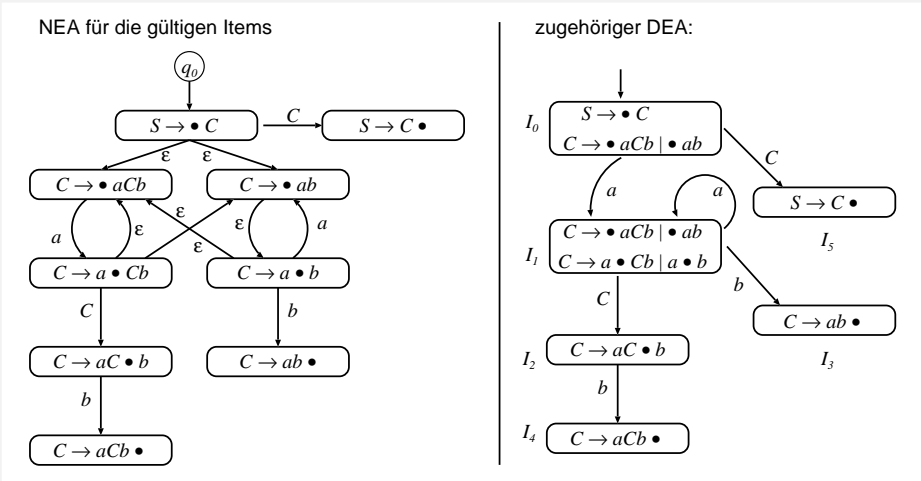 NEA für die gültigen Items
q0
S → • C
C
S → C •
ε
ε
C → • aCb
C → • ab
a
ε
ε
ε
ε
a
C → a • Cb
C → a • b
C
b
C → aC • b
C → ab •
b
C → aCb •
zugehöriger DEA:
I0
S → • C
C → • aCb | • ab
C
a
a
S → C •
I5
I1
C → • aCb | • ab
C → a • Cb | a • b
C
b
C → ab •
I3
I2
C → aC • b
b
I4
C → aCb •